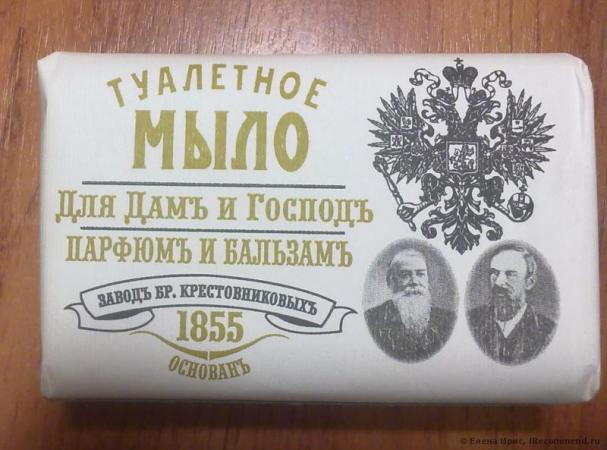 ТУАЛЕТНОЕ
МЫЛО
Для Дамъ и Господъ
ПАРФЮМЪ И БАЛЬЗАМЪ
ЗАВОДЪ БР. КРЕСТОВНИКОВЫХЪ
1855
ОСНОВАНЪ
© Елена Ирис, IRecommend.ru